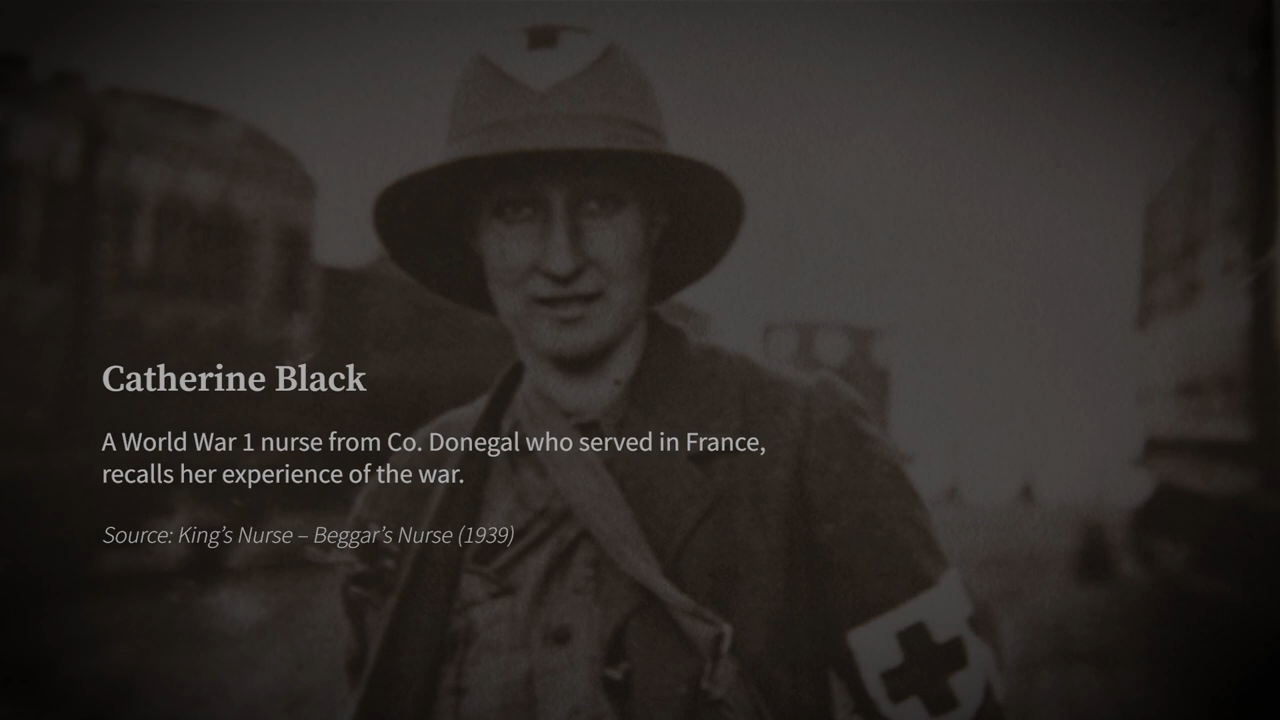 Catherine Black
A World War 1 nurse from Co. Donegal who served in France,
recalls her experience of the war.
Source: King’s Nurse – Beggar’s Nurse (1939)